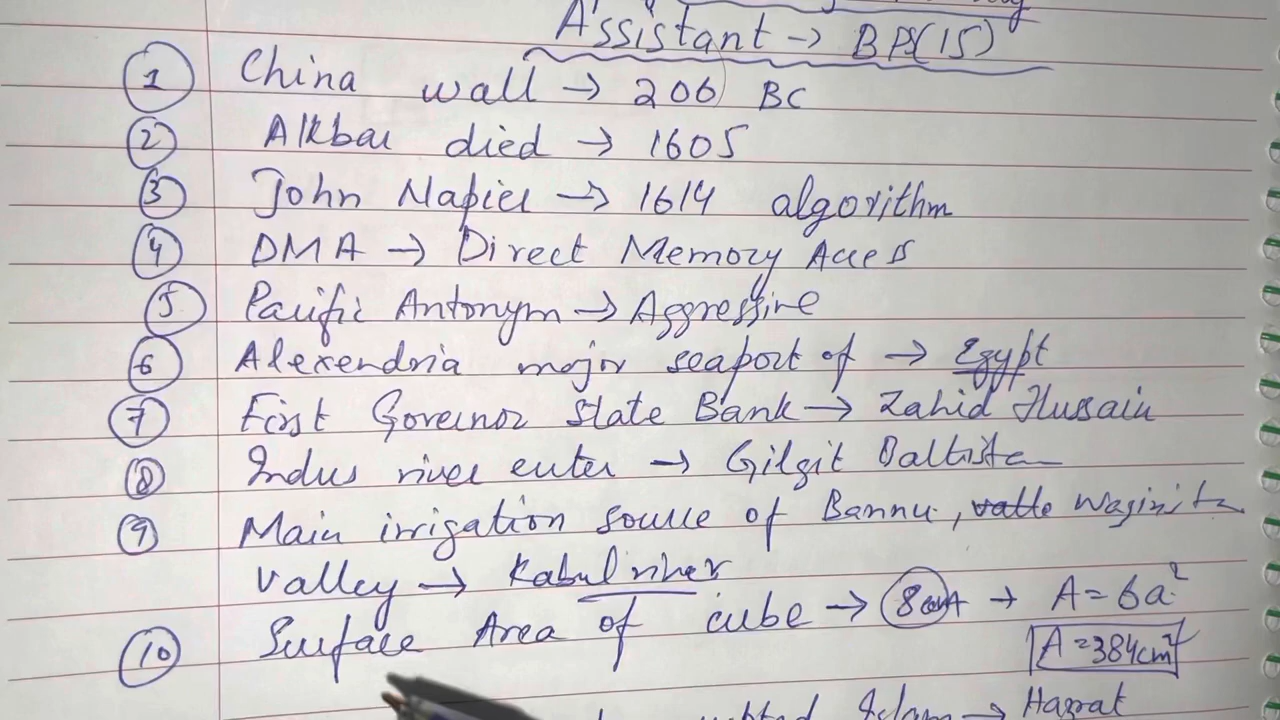 Assistant → BPS(15)
1 China wall → 206 BC
2 Akbar died → 1605
3 John Napier → 1614 algorithm
4 DMA → Direct Memory Access
5 Pacific Antonym → Aggressive
6 Alexendria major seaport of → Egypt
7 First Governor State Bank → Zahid Hussain
8 Indus river enter → Gilgit Baltistan
9 Main irrigation source of Bannu,
valley → Kabul river
10 Surface Area of cube → → A = 6a²
A = 384cm²
Islam → Hazrat